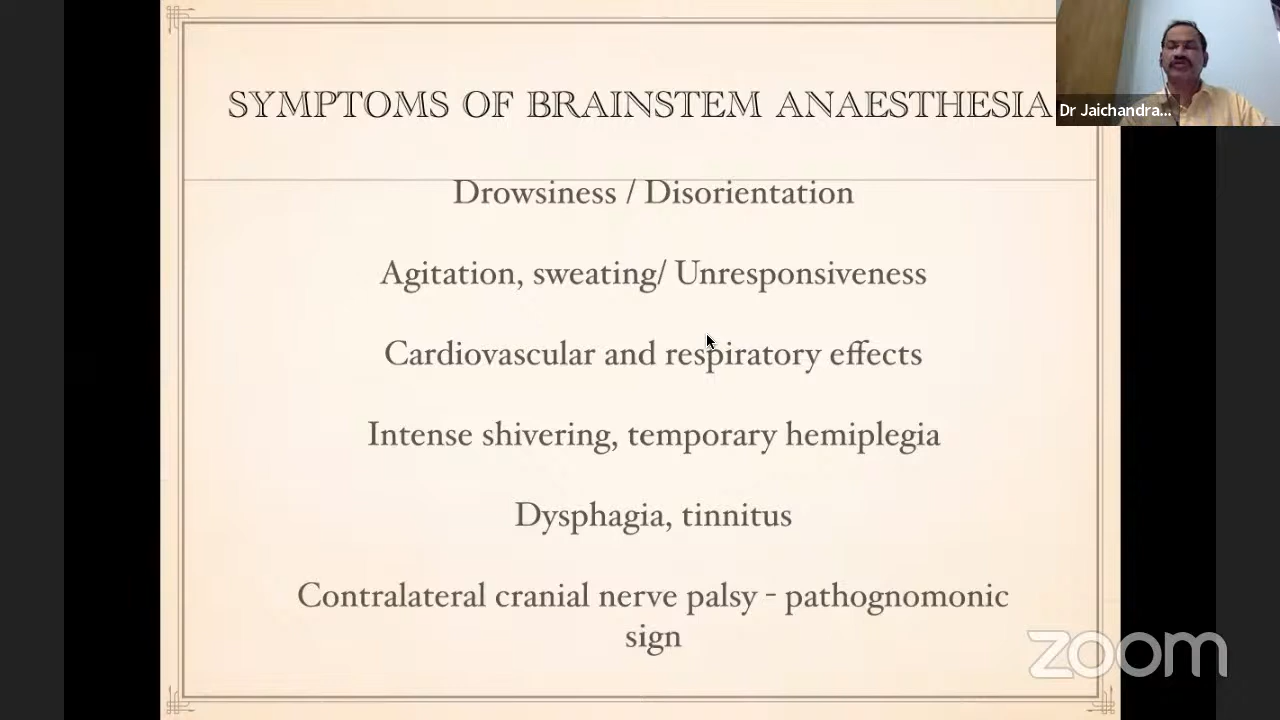 SYMPTOMS OF BRAINSTEM ANAESTHESIA
Dr Jaichandra...
Drowsiness / Disorientation
Agitation, sweating/ Unresponsiveness
Cardiovascular and respiratory effects
Intense shivering, temporary hemiplegia
Dysphagia, tinnitus
Contralateral cranial nerve palsy - pathognomonic
sign
zoom